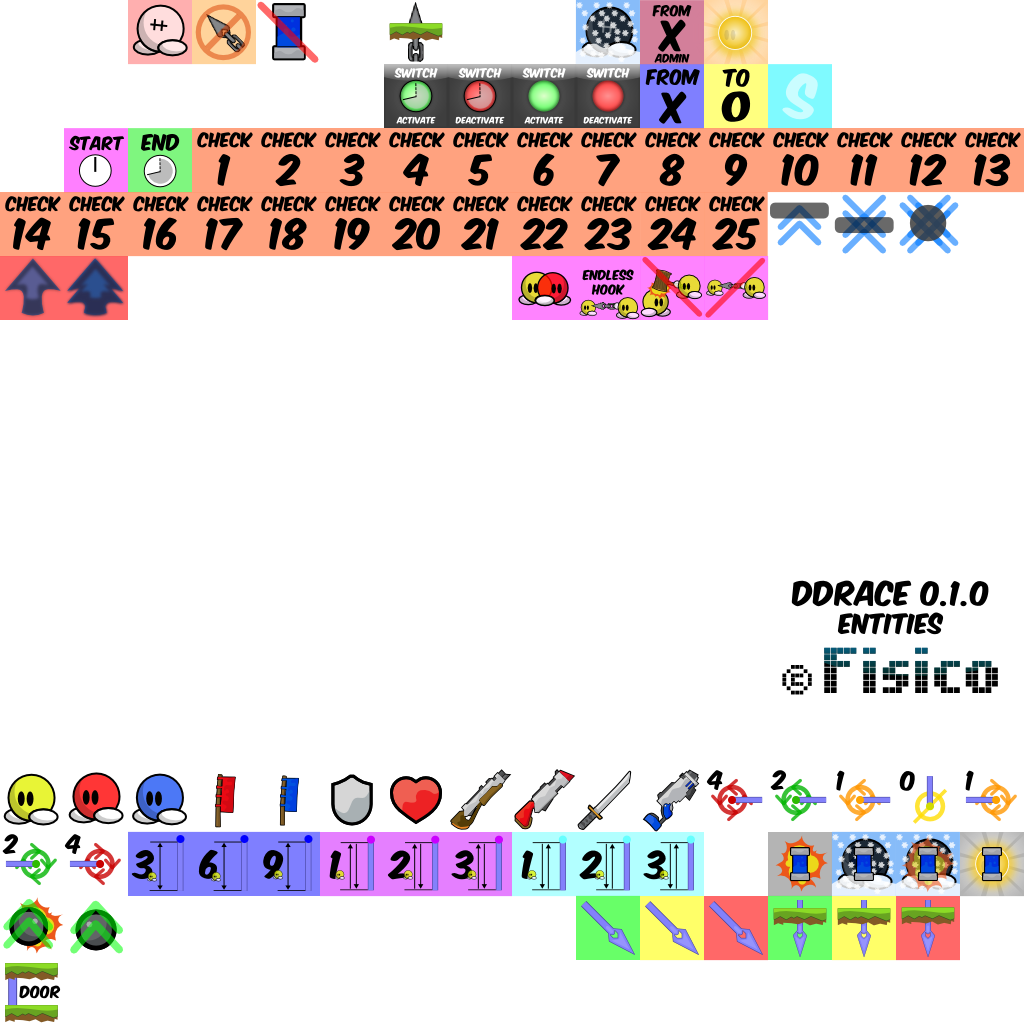 FROM
X
ADMIN
SWITCH SWITCH SWITCH SWITCH
ACTIVATE DEACTIVATE ACTIVATE DEACTIVATE
FROM TO
X O S
START END CHECK CHECK CHECK CHECK CHECK CHECK CHECK CHECK CHECK CHECK CHECK CHECK CHECK
1 2 3 4 5 6 7 8 9 10 11 12 13
CHECK CHECK CHECK CHECK CHECK CHECK CHECK CHECK CHECK CHECK CHECK CHECK
14 15 16 17 18 19 20 21 22 23 24 25
ENDLESS
HOOK
DDRACE 0.1.0
ENTITIES
© Fisico
4 2 1 0 1
2 4 3 6 9 1 2 3 1 2 3
DOOR